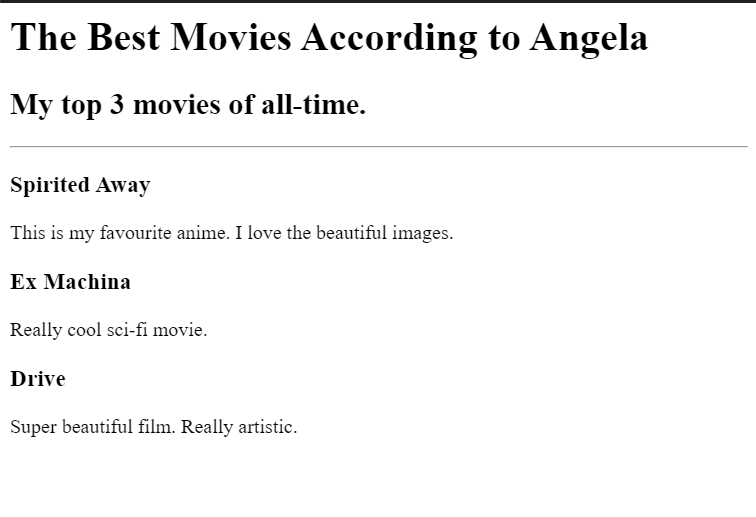 The Best Movies According to Angela
My top 3 movies of all-time.
Spirited Away
This is my favourite anime. I love the beautiful images.
Ex Machina
Really cool sci-fi movie.
Drive
Super beautiful film. Really artistic.